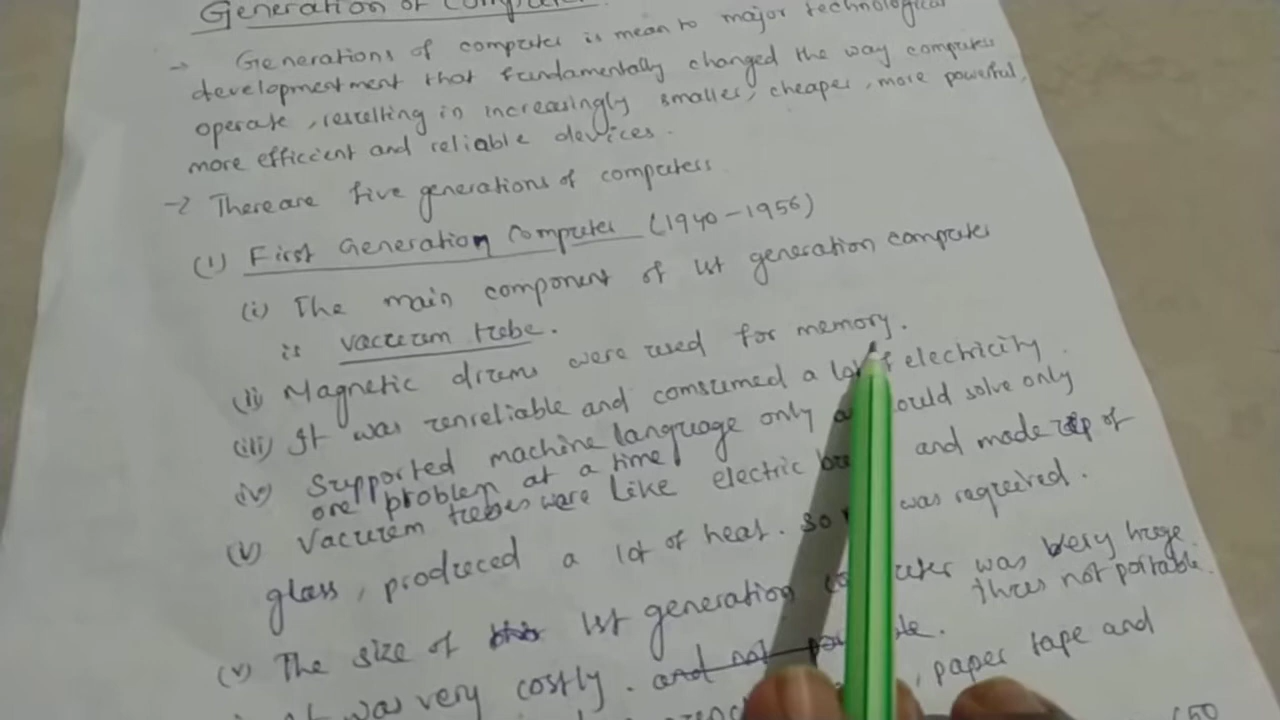 Generation of Computer
→ Generations of computer is mean to major technological
developmentment that fundamentally changed the way computer
operate, resulting in increasingly smaller, cheaper, more powerful,
more efficient and reliable devices.
→ There are five generations of computers
(1) First Generation Computer (1940-1956)
(i) The main component of 1st generation computer
is vacuum tube.
(ii) Magnetic drums were used for memory.
(iii) It was unreliable and comsumed a lot of electricity.
(iv) Supported machine language only could solve only
one problem at a time
(v) Vacuum tubes were like electric and made up of
glass, produced a lot of heat. so was required.
(v) The size of 1st generation was very huge
thus not portable.
was very costly. and not
, paper tape and